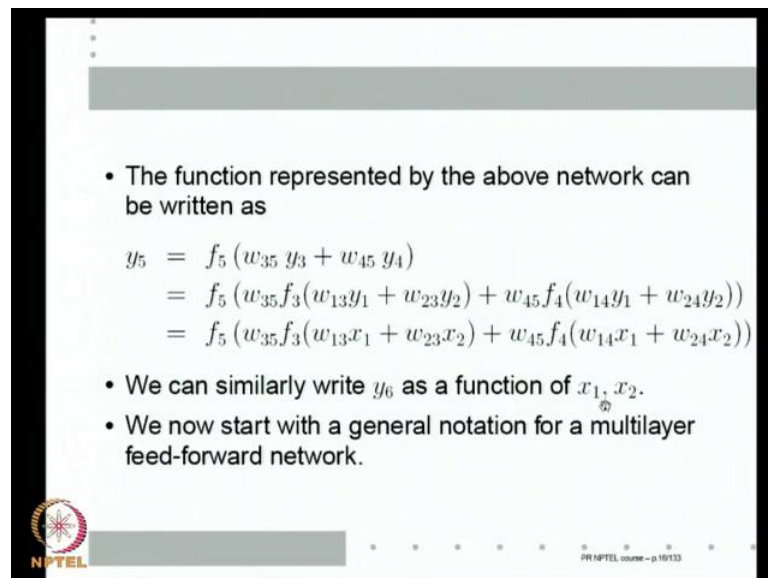 • The function represented by the above network can
be written as
y₅ = f₅ (w₃₅ y₃ + w₄₅ y₄)
= f₅ (w₃₅f₃(w₁₃y₁ + w₂₃y₂) + w₄₅f₄(w₁₄y₁ + w₂₄y₂))
= f₅ (w₃₅f₃(w₁₃x₁ + w₂₃x₂) + w₄₅f₄(w₁₄x₁ + w₂₄x₂))
• We can similarly write y₆ as a function of x₁, x₂.
• We now start with a general notation for a multilayer
feed-forward network.
NPTEL
PR NPTEL course – p.16/133